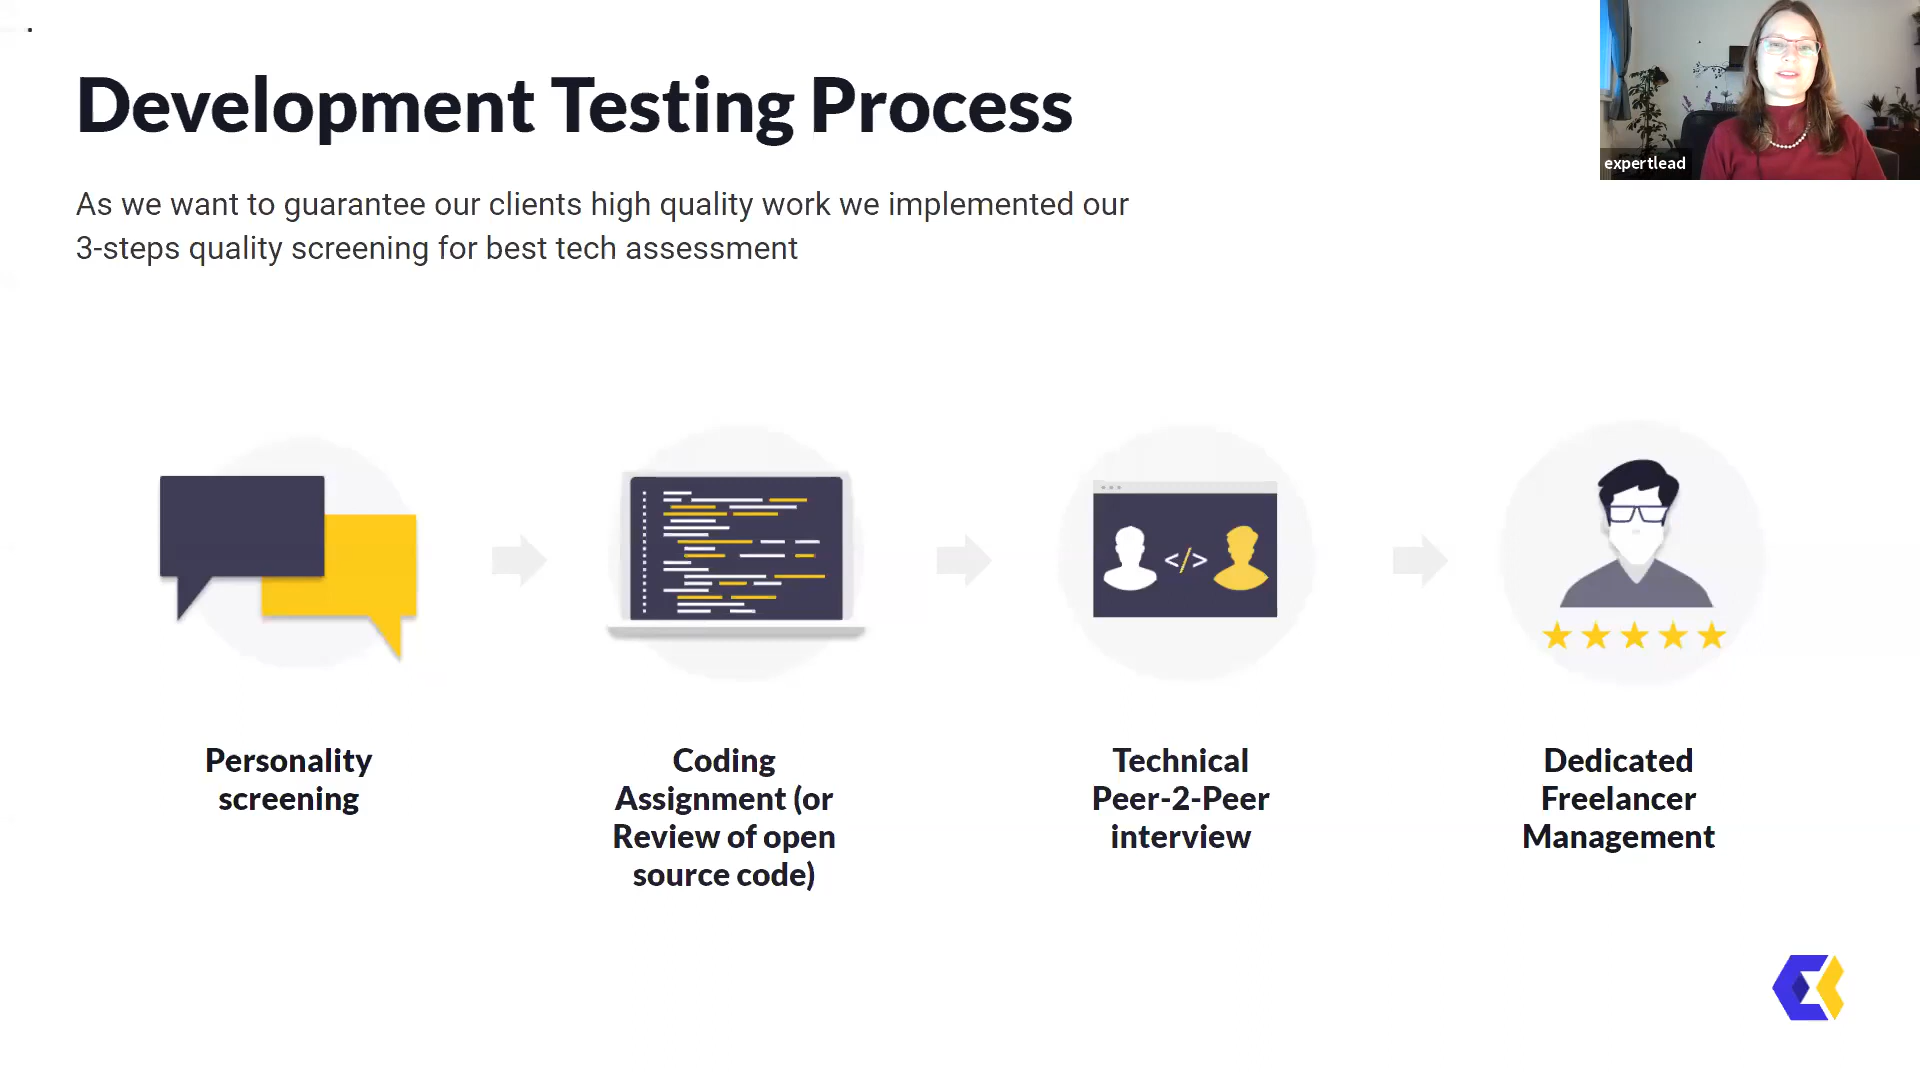 Development Testing Process
As we want to guarantee our clients high quality work we implemented our
3-steps quality screening for best tech assessment
expertlead
</>
Personality
screening
Coding
Assignment (or
Review of open
source code)
Technical
Peer-2-Peer
interview
Dedicated
Freelancer
Management